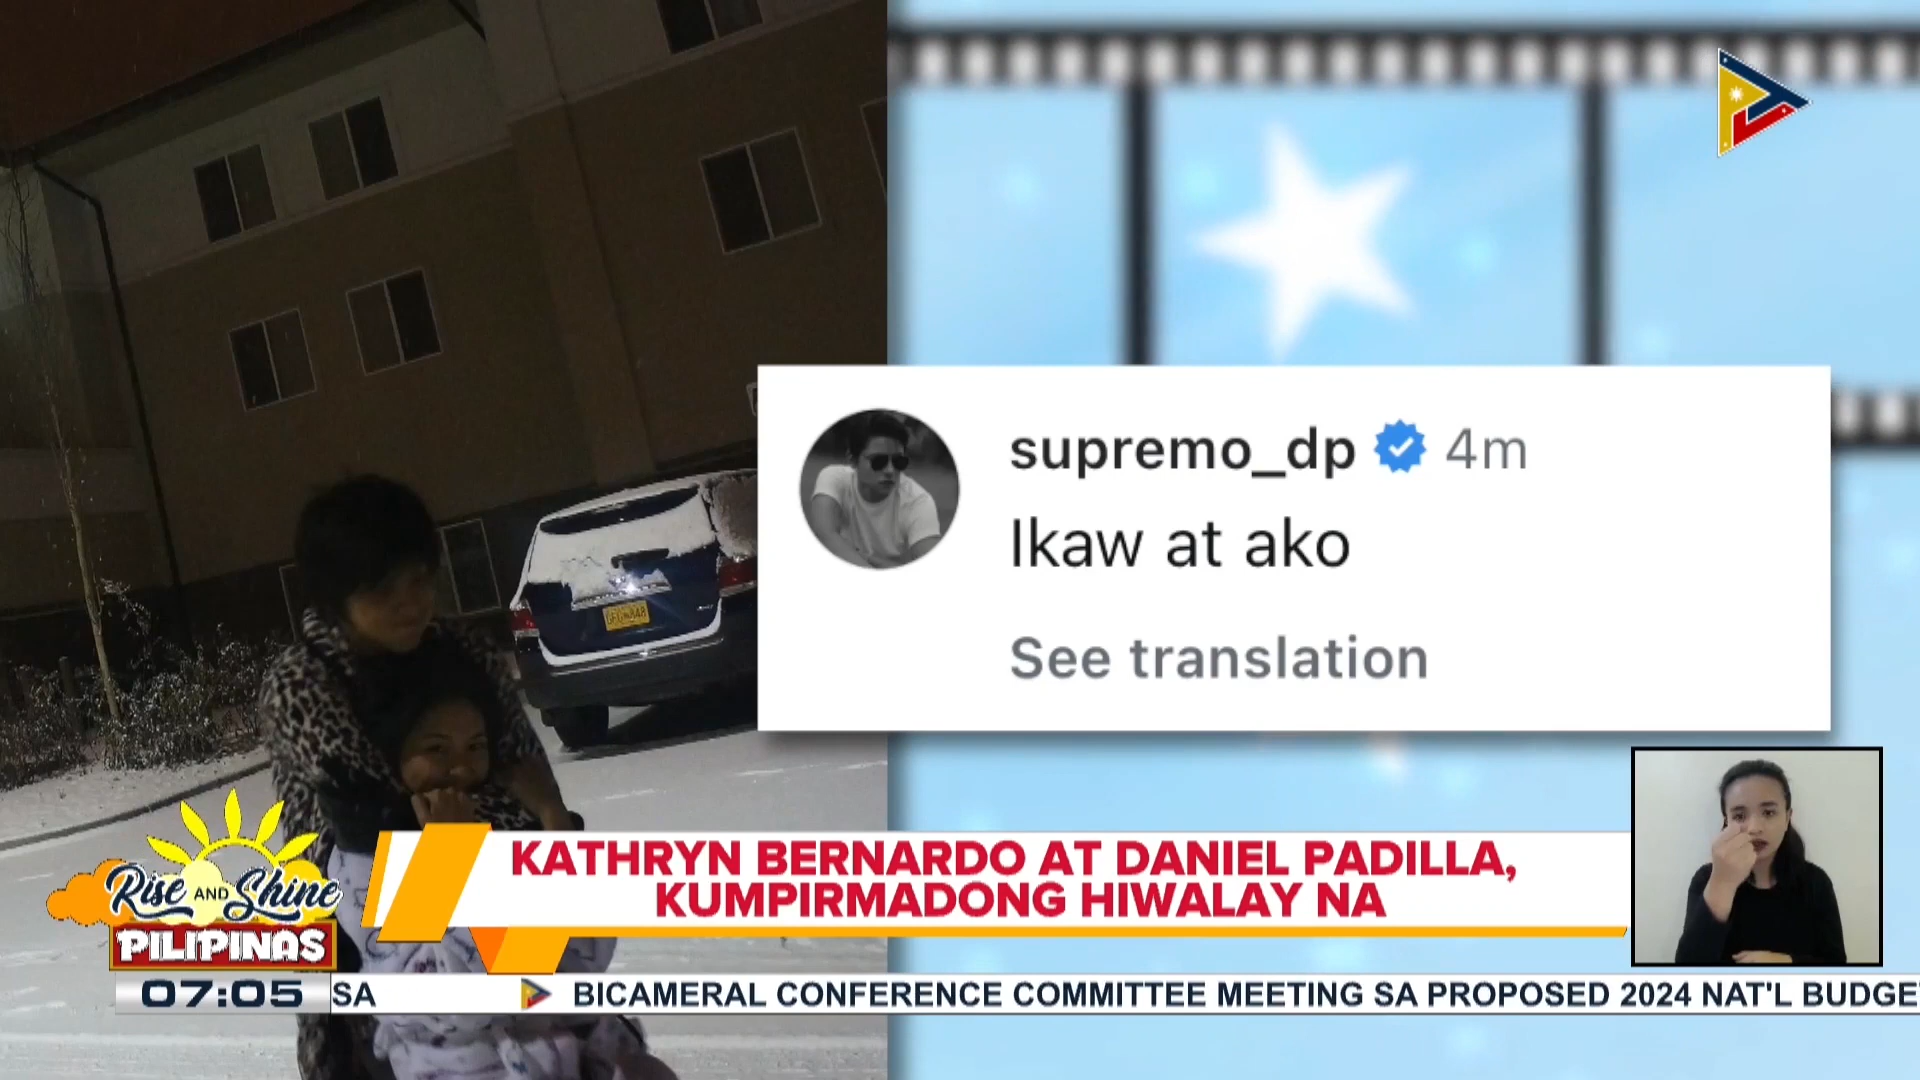 supremo_dp 4m
Ikaw at ako
See translation
KATHRYN BERNARDO AT DANIEL PADILLA,
KUMPIRMADONG HIWALAY NA
Rise AND Shine
PILIPINAS
07:05 SA BICAMERAL CONFERENCE COMMITTEE MEETING SA PROPOSED 2024 NAT'L BUDGE